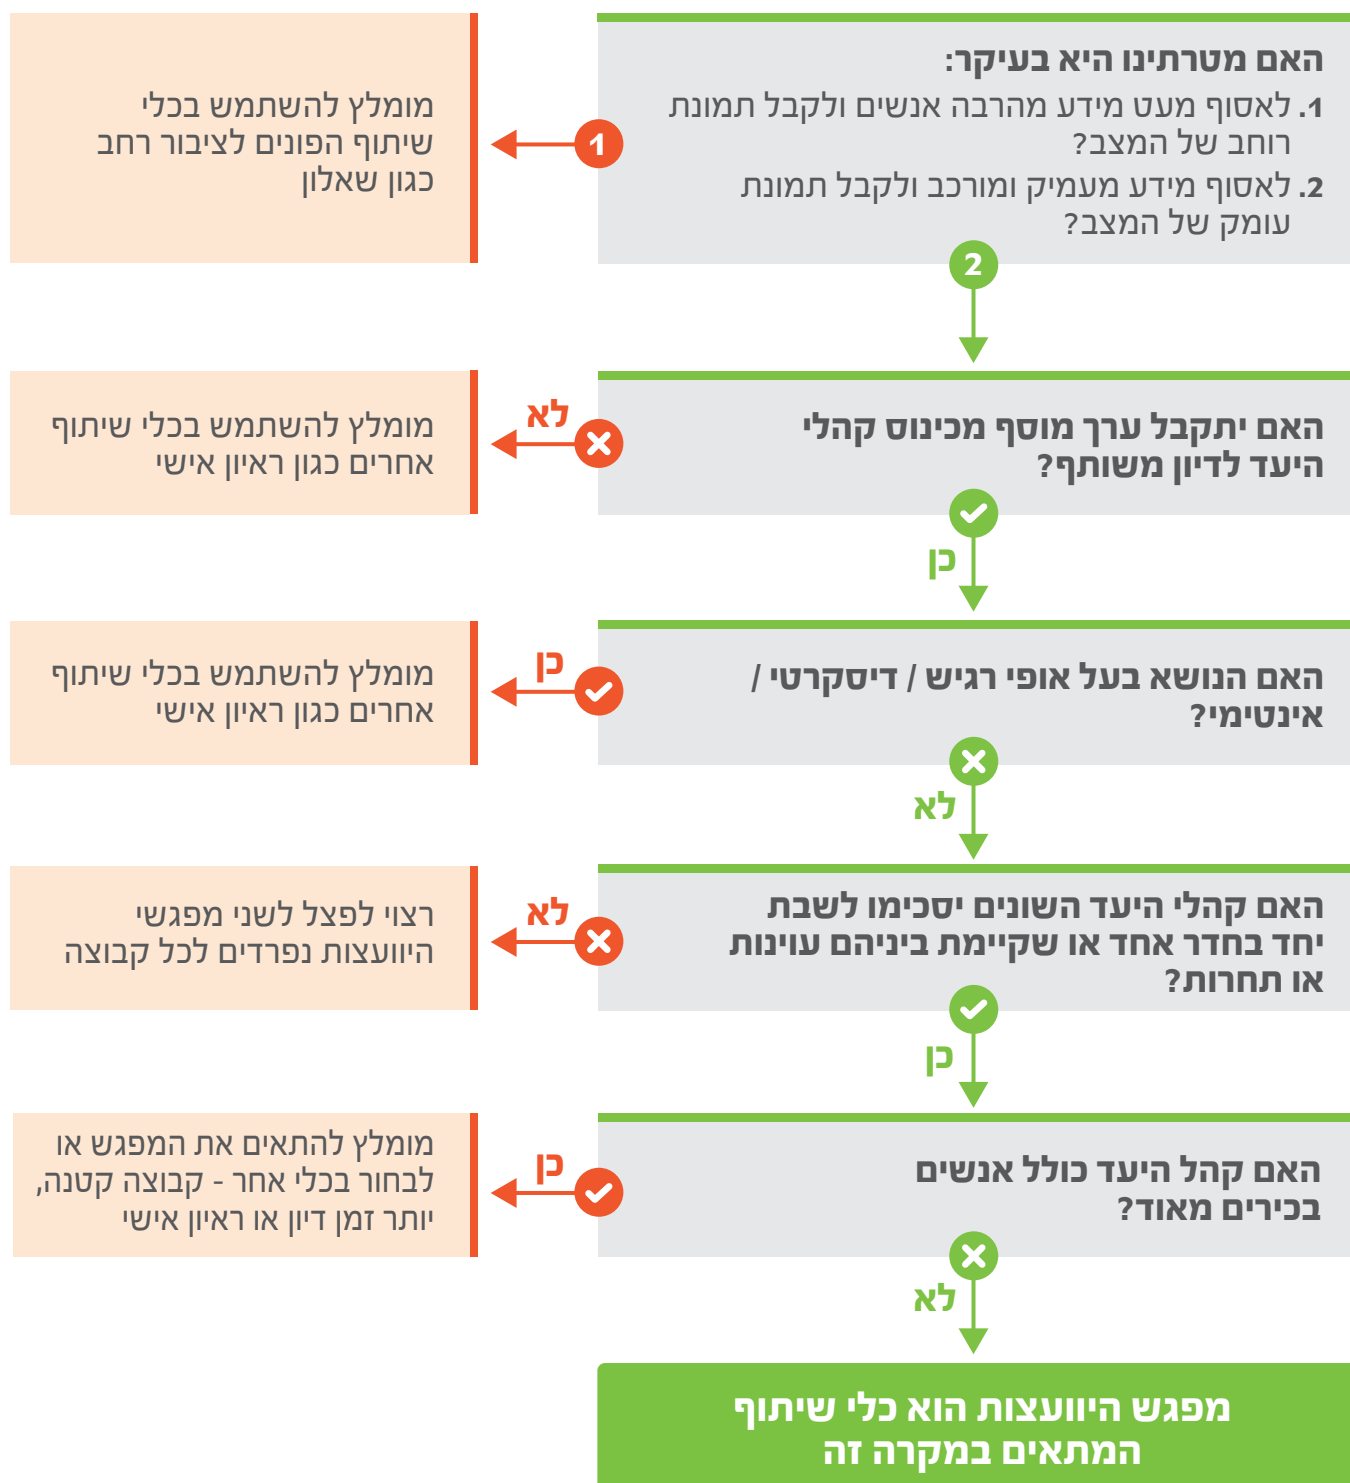 האם מטרתינו היא בעיקר:
1. לאסוף מעט מידע מהרבה אנשים ולקבל תמונת
רוחב של המצב?
2. לאסוף מידע מעמיק ומורכב ולקבל תמונת
עומק של המצב?
1
מומלץ להשתמש בכלי
שיתוף הפונים לציבור רחב
כגון שאלון
2
האם יתקבל ערך מוסף מכינוס קהלי
היעד לדיון משותף?
לא
מומלץ להשתמש בכלי שיתוף
אחרים כגון ראיון אישי
כן
האם הנושא בעל אופי רגיש / דיסקרטי /
אינטימי?
כן
מומלץ להשתמש בכלי שיתוף
אחרים כגון ראיון אישי
לא
האם קהלי היעד השונים יסכימו לשבת
יחד בחדר אחד או שקיימת ביניהם עוינות
או תחרות?
לא
רצוי לפצל לשני מפגשי
היוועצות נפרדים לכל קבוצה
כן
האם קהל היעד כולל אנשים
בכירים מאוד?
כן
מומלץ להתאים את המפגש או
לבחור בכלי אחר - קבוצה קטנה,
יותר זמן דיון או ראיון אישי
לא
מפגש היוועצות הוא כלי שיתוף
המתאים במקרה זה